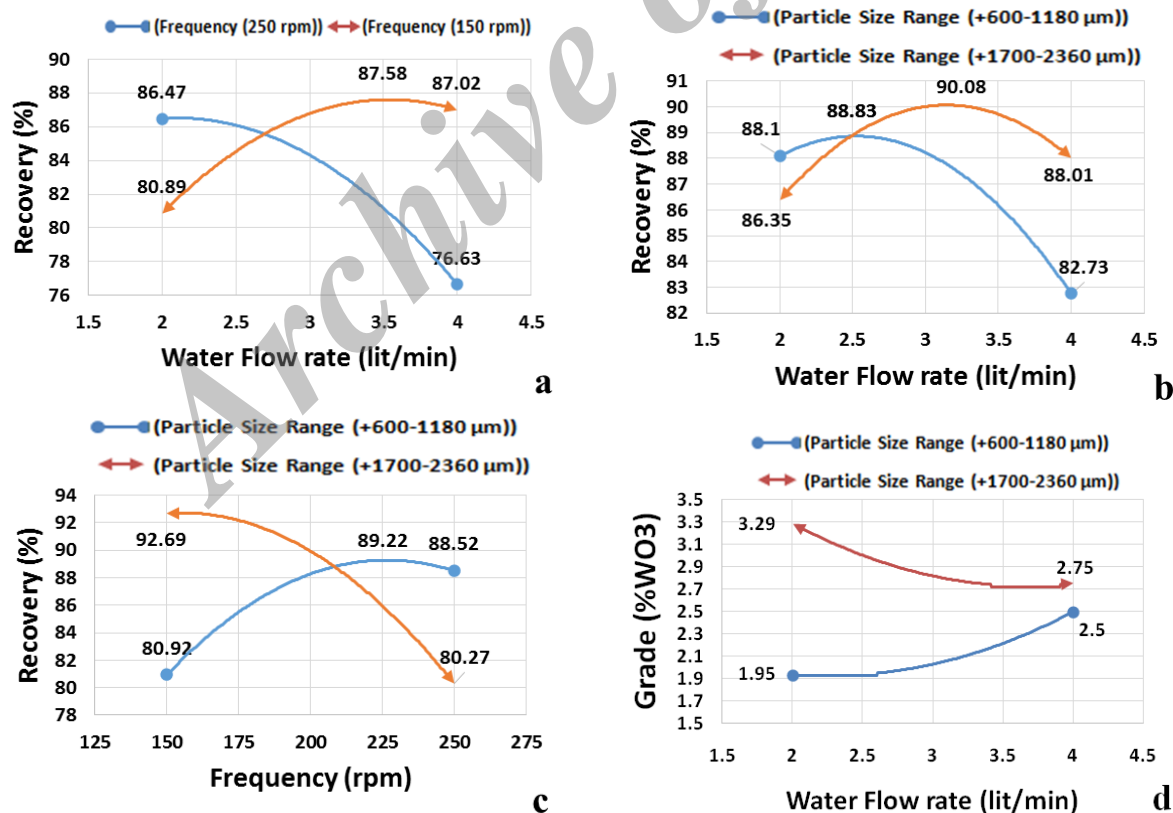 (Frequency (250 rpm)) (Frequency (150 rpm))
90
88
86
84
82
80
78
76
86.47
80.89
87.58
87.02
76.63
1.5 2 2.5 3 3.5 4 4.5
Recovery (%)
Water Flow rate (lit/min)
a
(Particle Size Range (+600-1180 µm))
(Particle Size Range (+1700-2360 µm))
91
90
89
88
87
86
85
84
83
82
88.1
88.83
90.08
86.35
88.01
82.73
1.5 2 2.5 3 3.5 4 4.5
Recovery (%)
Water Flow rate (lit/min)
b
(Particle Size Range (+600-1180 µm))
(Particle Size Range (+1700-2360 µm))
94
92
90
88
86
84
82
80
78
92.69
89.22
88.52
80.92
80.27
125 150 175 200 225 250 275
Recovery (%)
Frequency (rpm)
c
(Particle Size Range (+600-1180 µm))
(Particle Size Range (+1700-2360 µm))
3.5
3.3
3.1
2.9
2.7
2.5
2.3
2.1
1.9
1.7
1.5
3.29
2.75
2.5
1.95
1.5 2 2.5 3 3.5 4 4.5
Grade (%WO3)
Water Flow rate (lit/min)
d
Archive